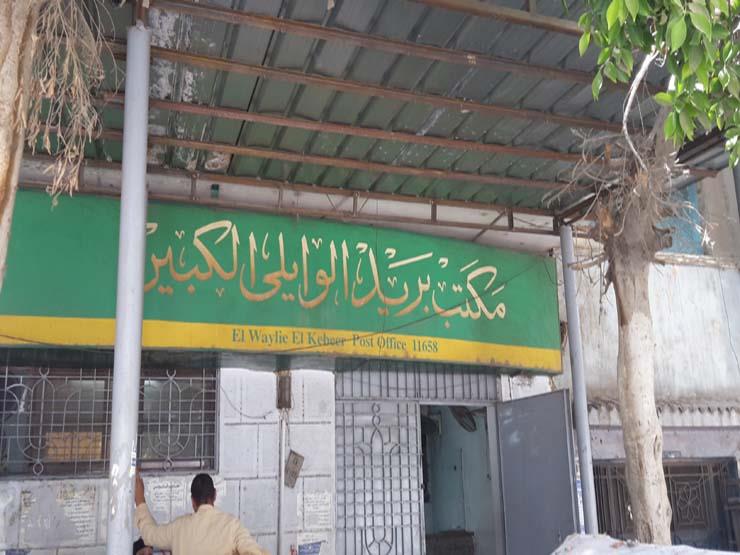 مكتب بريد الوايلى الكبير
El Waylie El Kebeer Post Office 11658